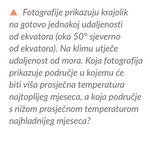 ▲ Fotografije prikazuju krajolik
na gotovo jednakoj udaljenosti
od ekvatora (oko 50° sjeverno
od ekvatora). Na klimu utječe
udaljenost od mora. Koja fotografija
prikazuje područje u kojemu će
biti viša prosječna temperatura
najtoplijeg mjeseca, a koja područje
s nižom prosječnom temperaturom
najhladnijeg mjeseca?